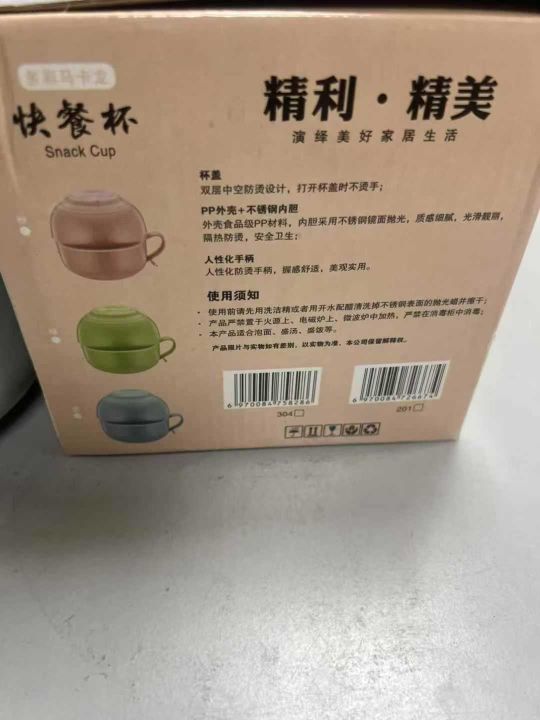 多彩马卡龙
快餐杯
Snack Cup
精利·精美
演绎美好家居生活
杯盖
双层中空防烫设计，打开杯盖时不烫手；
PP外壳+不锈钢内胆
外壳食品级PP材料，内胆采用不锈钢镜面抛光，质感细腻，光滑靓丽，
隔热防烫，安全卫生；
人性化手柄
人性化防烫手柄，握感舒适，美观实用。
使用须知
· 使用前请先用洗洁精或者用开水配醋清洗掉不锈钢表面的抛光蜡并擦干；
· 产品严禁置于火源上、电磁炉上、微波炉中加热，严禁在消毒柜中消毒；
· 本产品适合泡面、盛汤、盛饭等。
产品照片与实物如有差别，以实物为准，本公司保留解释权。
6 970084 758286
6 970084 726674
304
201